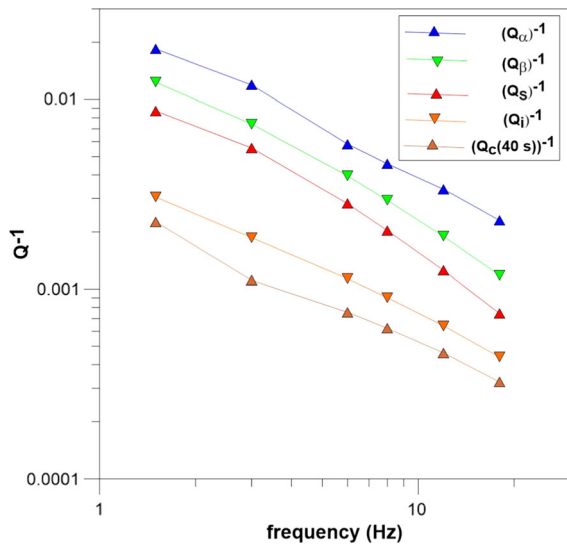 (Qα)-1
(Qβ)-1
(QS)-1
(Qi)-1
(QC(40 s))-1
0.01
0.001
0.0001
Q-1
1
10
frequency (Hz)